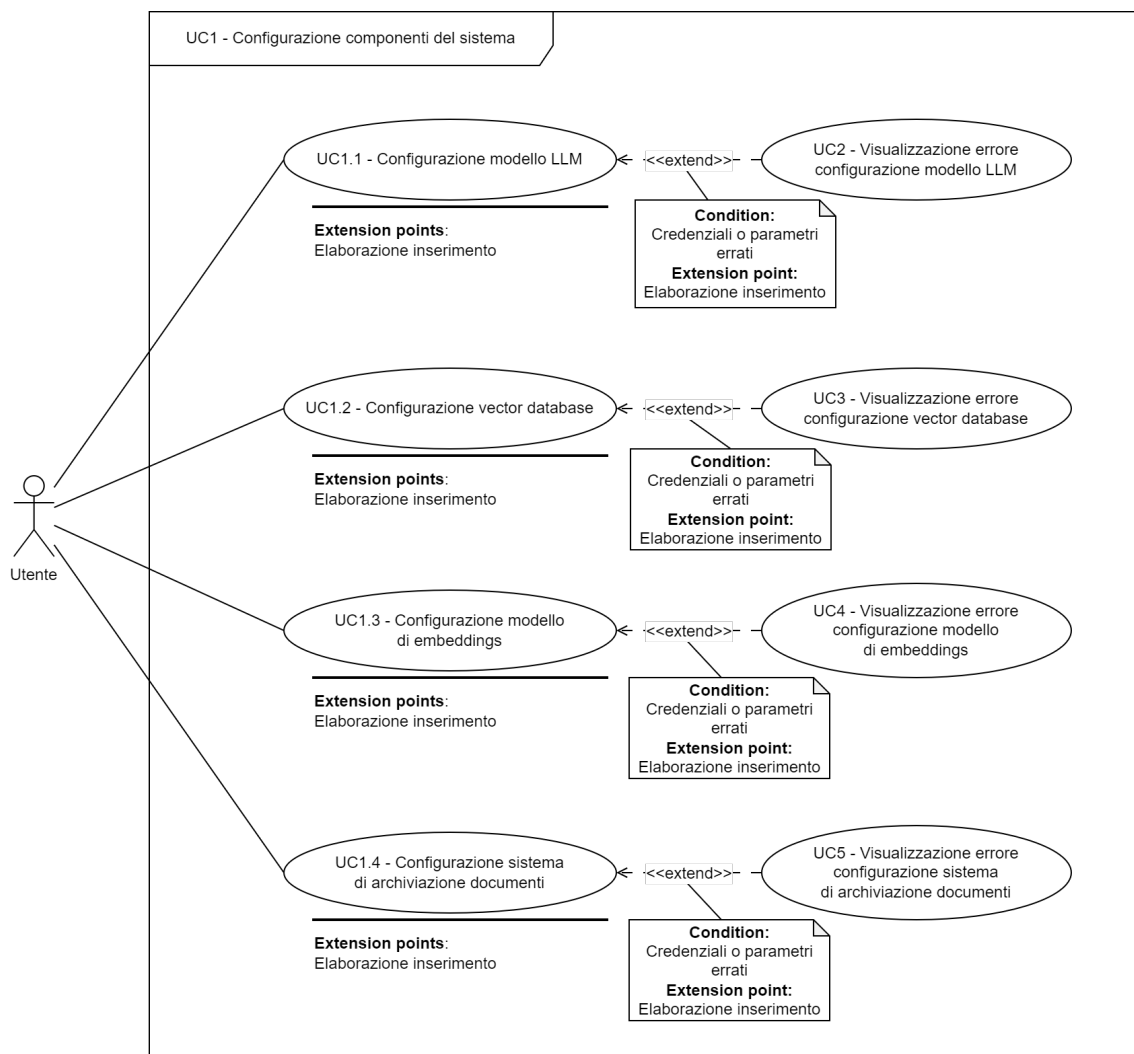 UC1 - Configurazione componenti del sistema
UC1.1 - Configurazione modello LLM
<<extend>>
UC2 - Visualizzazione errore
configurazione modello LLM
Extension points:
Elaborazione inserimento
Condition:
Credenziali o parametri
errati
Extension point:
Elaborazione inserimento
UC1.2 - Configurazione vector database
<<extend>>
UC3 - Visualizzazione errore
configurazione vector database
Extension points:
Elaborazione inserimento
Condition:
Credenziali o parametri
errati
Extension point:
Elaborazione inserimento
Utente
UC1.3 - Configurazione modello
di embeddings
<<extend>>
UC4 - Visualizzazione errore
configurazione modello
di embeddings
Extension points:
Elaborazione inserimento
Condition:
Credenziali o parametri
errati
Extension point:
Elaborazione inserimento
UC1.4 - Configurazione sistema
di archiviazione documenti
<<extend>>
UC5 - Visualizzazione errore
configurazione sistema
di archiviazione documenti
Extension points:
Elaborazione inserimento
Condition:
Credenziali o parametri
errati
Extension point:
Elaborazione inserimento